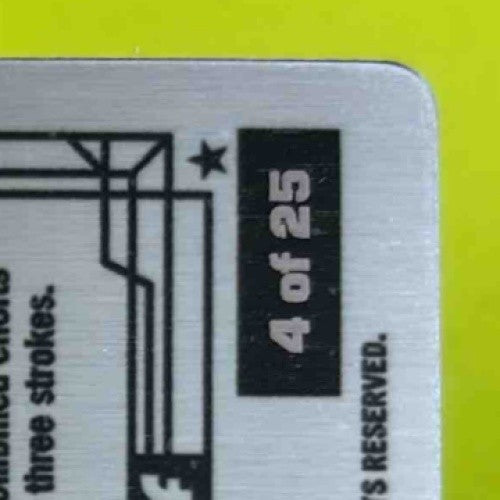 three strokes.
f
4 of 25
S RESERVED.